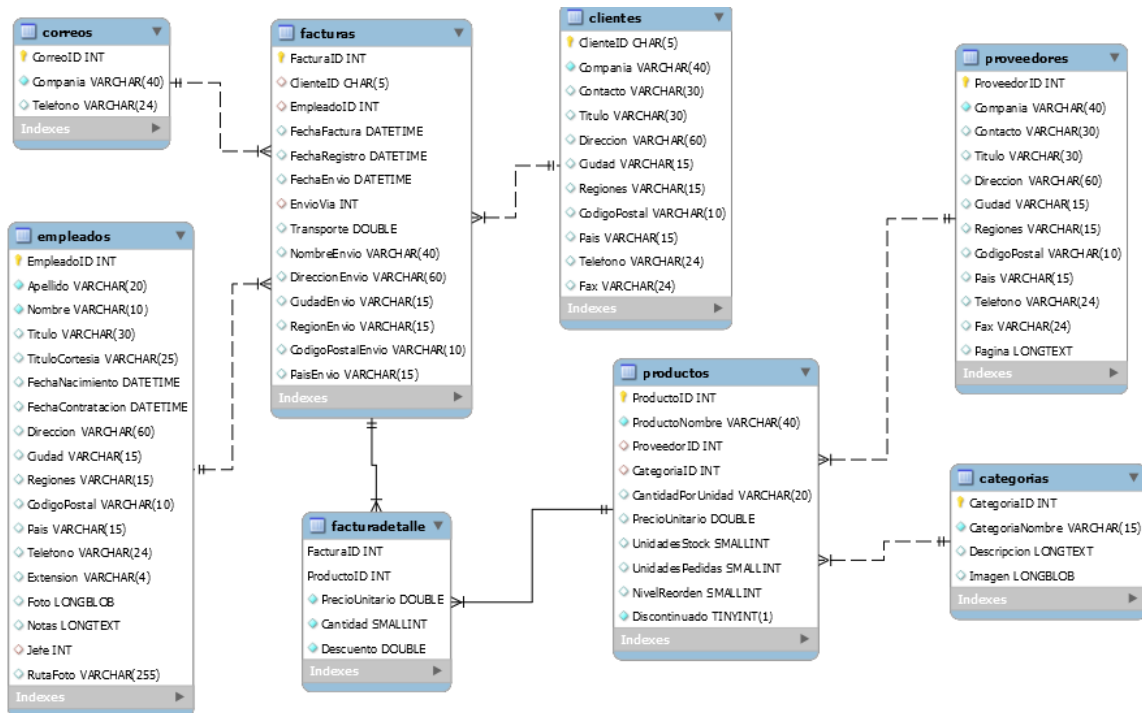 correos
CorreoID INT
Compania VARCHAR(40)
Telefono VARCHAR(24)
Indexes
facturas
FacturaID INT
ClienteID CHAR(5)
EmpleadoID INT
FechaFactura DATETIME
FechaRegistro DATETIME
FechaEnvio DATETIME
EnvioVia INT
Transporte DOUBLE
NombreEnvio VARCHAR(40)
DireccionEnvio VARCHAR(60)
CiudadEnvio VARCHAR(15)
RegionEnvio VARCHAR(15)
CodigoPostalEnvio VARCHAR(10)
PaisEnvio VARCHAR(15)
Indexes
clientes
ClienteID CHAR(5)
Compania VARCHAR(40)
Contacto VARCHAR(30)
Titulo VARCHAR(30)
Direccion VARCHAR(60)
Ciudad VARCHAR(15)
Regiones VARCHAR(15)
CodigoPostal VARCHAR(10)
Pais VARCHAR(15)
Telefono VARCHAR(24)
Fax VARCHAR(24)
Indexes
proveedores
ProveedorID INT
Compania VARCHAR(40)
Contacto VARCHAR(30)
Titulo VARCHAR(30)
Direccion VARCHAR(60)
Ciudad VARCHAR(15)
Regiones VARCHAR(15)
CodigoPostal VARCHAR(10)
Pais VARCHAR(15)
Telefono VARCHAR(24)
Fax VARCHAR(24)
Pagina LONGTEXT
Indexes
empleados
EmpleadoID INT
Apellido VARCHAR(20)
Nombre VARCHAR(10)
Titulo VARCHAR(30)
TituloCortesia VARCHAR(25)
FechaNacimiento DATETIME
FechaContratacion DATETIME
Direccion VARCHAR(60)
Ciudad VARCHAR(15)
Regiones VARCHAR(15)
CodigoPostal VARCHAR(10)
Pais VARCHAR(15)
Telefono VARCHAR(24)
Extension VARCHAR(4)
Foto LONGBLOB
Notas LONGTEXT
Jefe INT
RutaFoto VARCHAR(255)
Indexes
facturadetalle
FacturaID INT
ProductoID INT
PrecioUnitario DOUBLE
Cantidad SMALLINT
Descuento DOUBLE
Indexes
productos
ProductoID INT
ProductoNombre VARCHAR(40)
ProveedorID INT
CategoriaID INT
CantidadPorUnidad VARCHAR(20)
PrecioUnitario DOUBLE
UnidadesStock SMALLINT
UnidadesPedidas SMALLINT
NivelReorden SMALLINT
Discontinuado TINYINT(1)
Indexes
categorias
CategoriaID INT
CategoriaNombre VARCHAR(15)
Descripcion LONGTEXT
Imagen LONGBLOB
Indexes